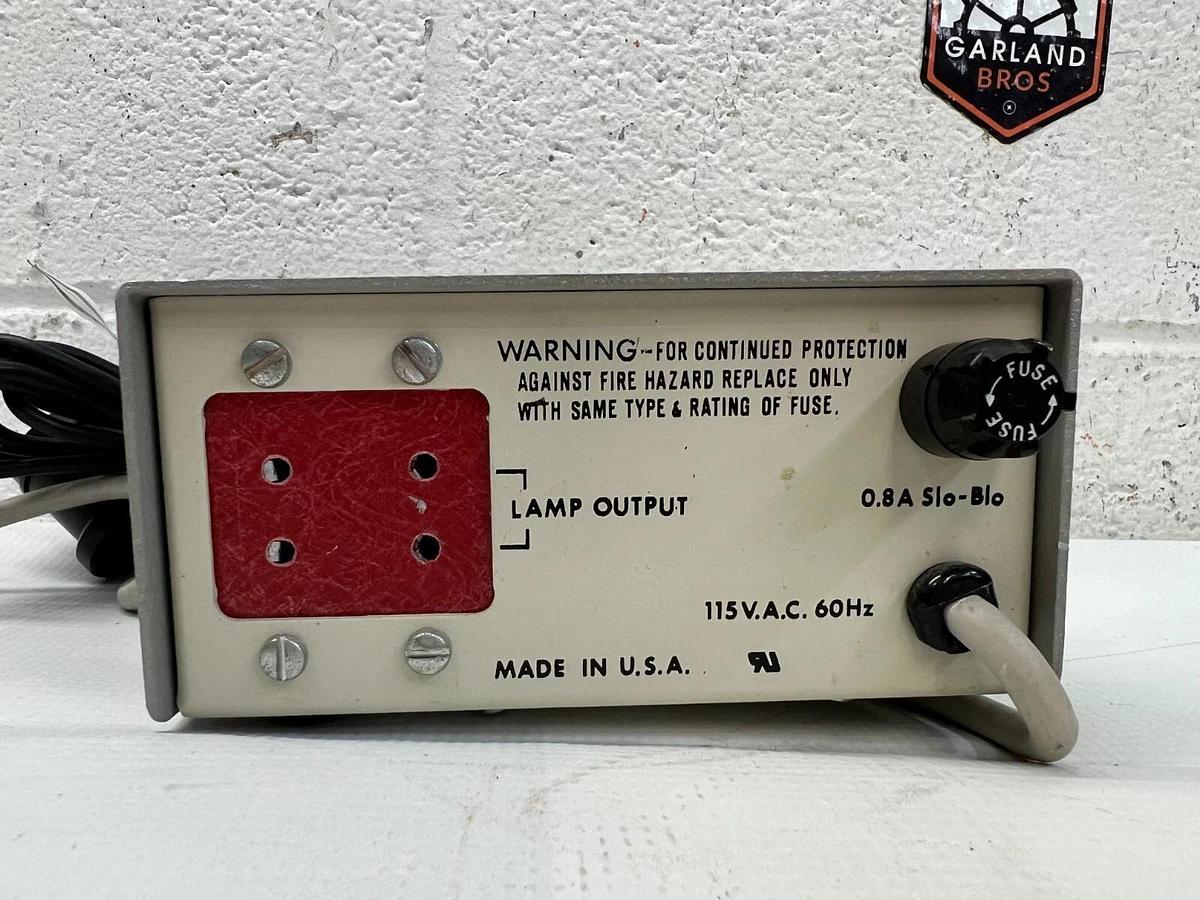 GARLAND
BROS
WARNING-FOR CONTINUED PROTECTION
AGAINST FIRE HAZARD REPLACE ONLY
WITH SAME TYPE & RATING OF FUSE.
FUSE
FUSE
LAMP OUTPUT
0.8A Slo-Blo
115V.A.C. 60Hz
MADE IN U.S.A.